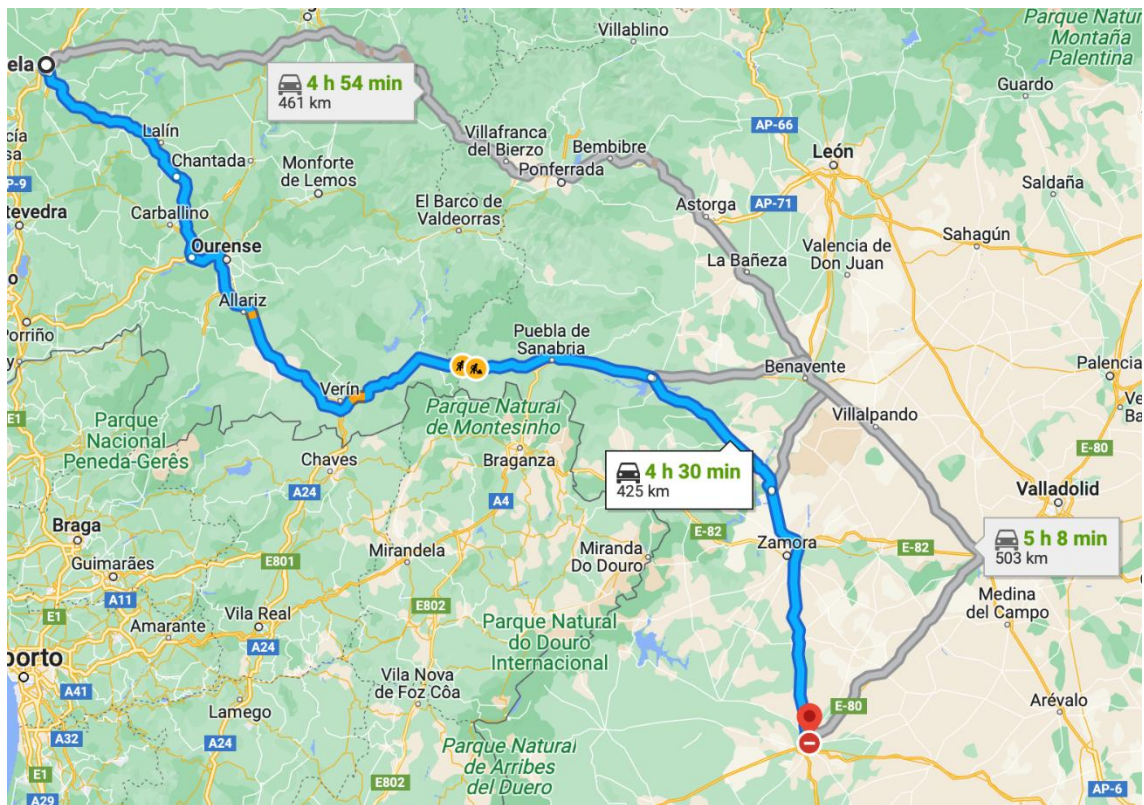 Villablino
Parque Natur
Montaña
Palentina
ela
4 h 54 min
461 km
Guardo
AP-66
León
Lalín
Chantada
Villafranca
del Bierzo
Bembibre
Ponferrada
Monforte
de Lemos
Saldaña
AP-9
tevedra
El Barco de
Valdeorras
Astorga
AP-71
Carballino
Ourense
Valencia de
Don Juan
Sahagún
La Bañeza
Allariz
Porriño
Puebla de
Sanabria
Benavente
Palencia
Verín
E1
Parque
Nacional
Peneda-Gerês
Parque Natural
de Montesinho
Villalpando
E-80
Chaves
Braganza
A24
A4
4 h 30 min
425 km
Valladolid
Braga
Guimarães
E801
Mirandela
Miranda
Do Douro
E-82
Zamora
E-82
5 h 8 min
503 km
E1
A11
Vila Real
E802
Medina
del Campo
Amarante
A24
Parque Natural
do Douro
Internacional
porto
A41
Vila Nova
de Foz Côa
Lamego
E-80
Arévalo
A32
A24
E1
Parque Natural
de Arribes
del Duero
E802
A29
AP-6